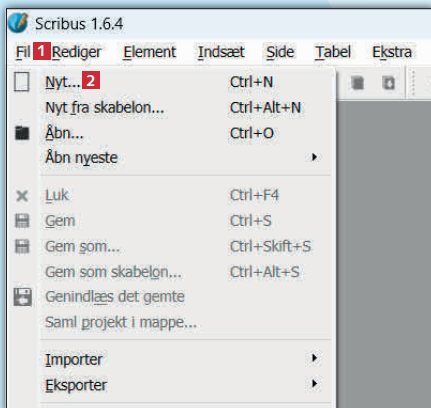 Scribus 1.6.4
Fil 1 Rediger Element Indsæt Side Tabel Ekstra
Nyt... 2 Ctrl+N
Nyt fra skabelon... Ctrl+Alt+N
Åbn... Ctrl+O
Åbn nyeste
Luk Ctrl+F4
Gem Ctrl+S
Gem som... Ctrl+Skift+S
Gem som skabelon... Ctrl+Alt+S
Genindlæs det gemte
Saml projekt i mappe...
Importer
Eksporter